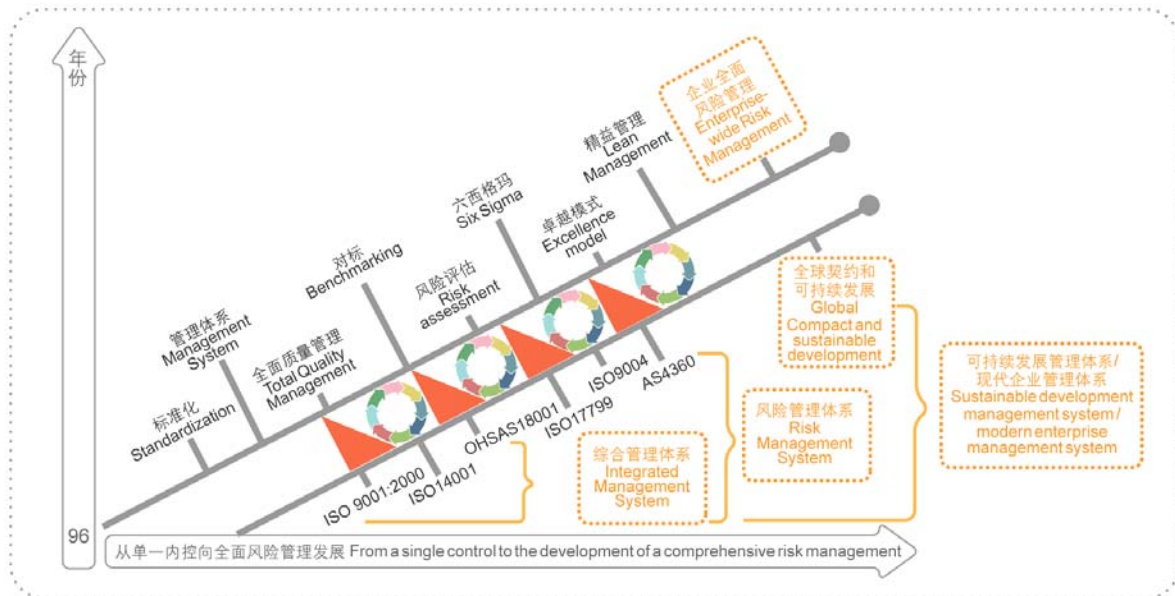 年
份
96
标准化
Standardization
管理体系
Management
System
全面质量管理
Total Quality
Management
对标
Benchmarking
风险评估
Risk
assessment
六西格玛
Six Sigma
卓越模式
Excellence
model
精益管理
Lean
Management
企业全面
风险管理
Enterprise-
wide Risk
Management
ISO 9001:2000
ISO14001
OHSAS18001
ISO17799
ISO9004
AS4360
综合管理体系
Integrated
Management
System
风险管理体系
Risk
Management
System
全球契约和
可持续发展
Global
Compact and
sustainable
development
可持续发展管理体系/
现代企业管理体系
Sustainable development
management system /
modern enterprise
management system
从单一内控向全面风险管理发展 From a single control to the development of a comprehensive risk management